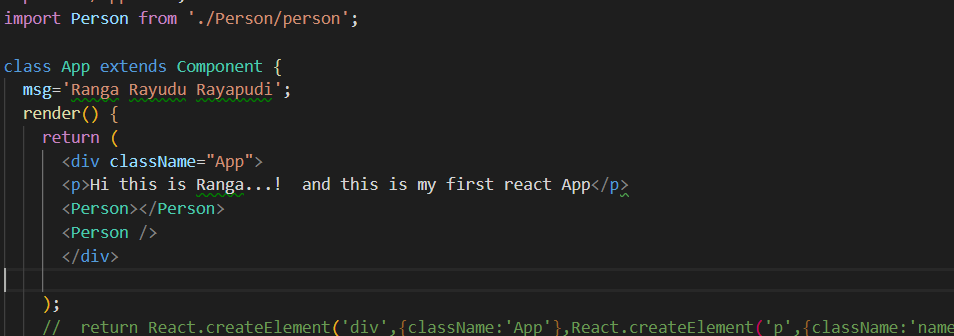 import Person from './Person/person';
class App extends Component {
msg='Ranga Rayudu Rayapudi';
render() {
return (
<div className="App">
<p>Hi this is Ranga...!  and this is my first react App</p>
<Person></Person>
<Person />
</div>
);
//  return React.createElement('div',{className:'App'},React.createElement('p',{className:'name